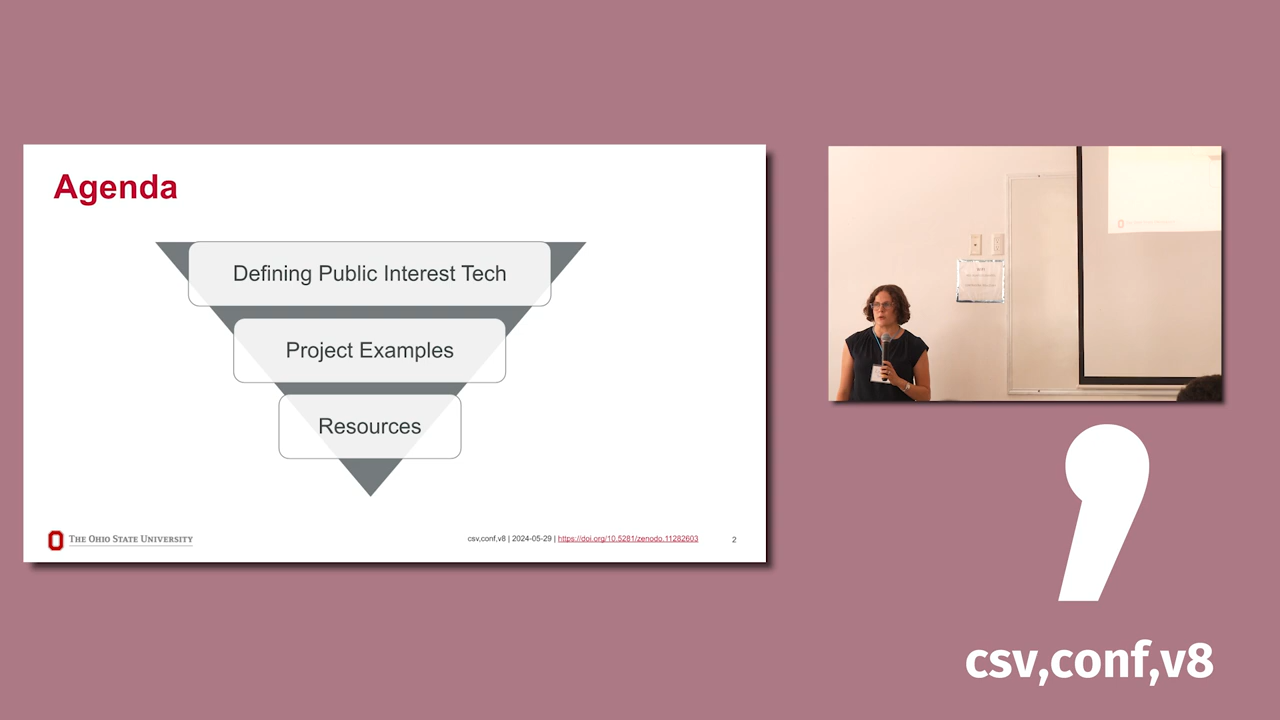 Agenda
Defining Public Interest Tech
Project Examples
Resources
THE OHIO STATE UNIVERSITY
csv,conf,v8 | 2024-05-29 | https://doi.org/10.5281/zenodo.11282603
2
csv,conf,v8